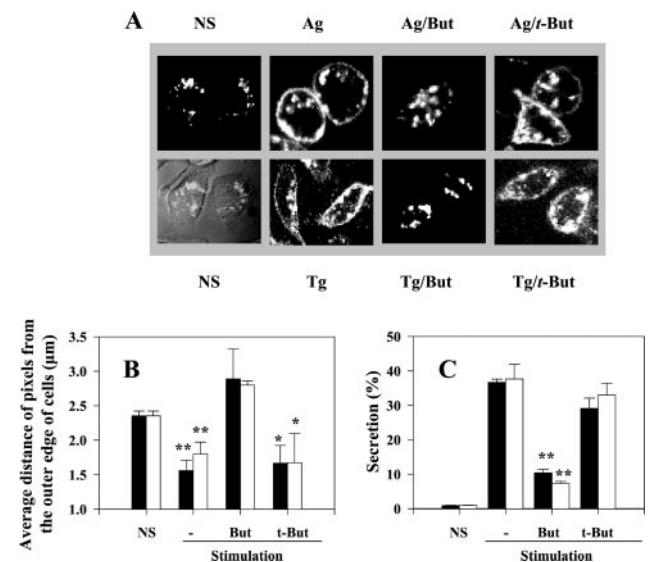 A
NS Ag Ag/But Ag/t-But
NS Tg Tg/But Tg/t-But
B
Average distance of pixels from
the outer edge of cells (μm)
3.5
3.0
2.5
2.0
1.5
1.0
** ** * *
NS - But t-But
Stimulation
C
Secretion (%)
50
40
30
20
10
0
** **
NS - But t-But
Stimulation